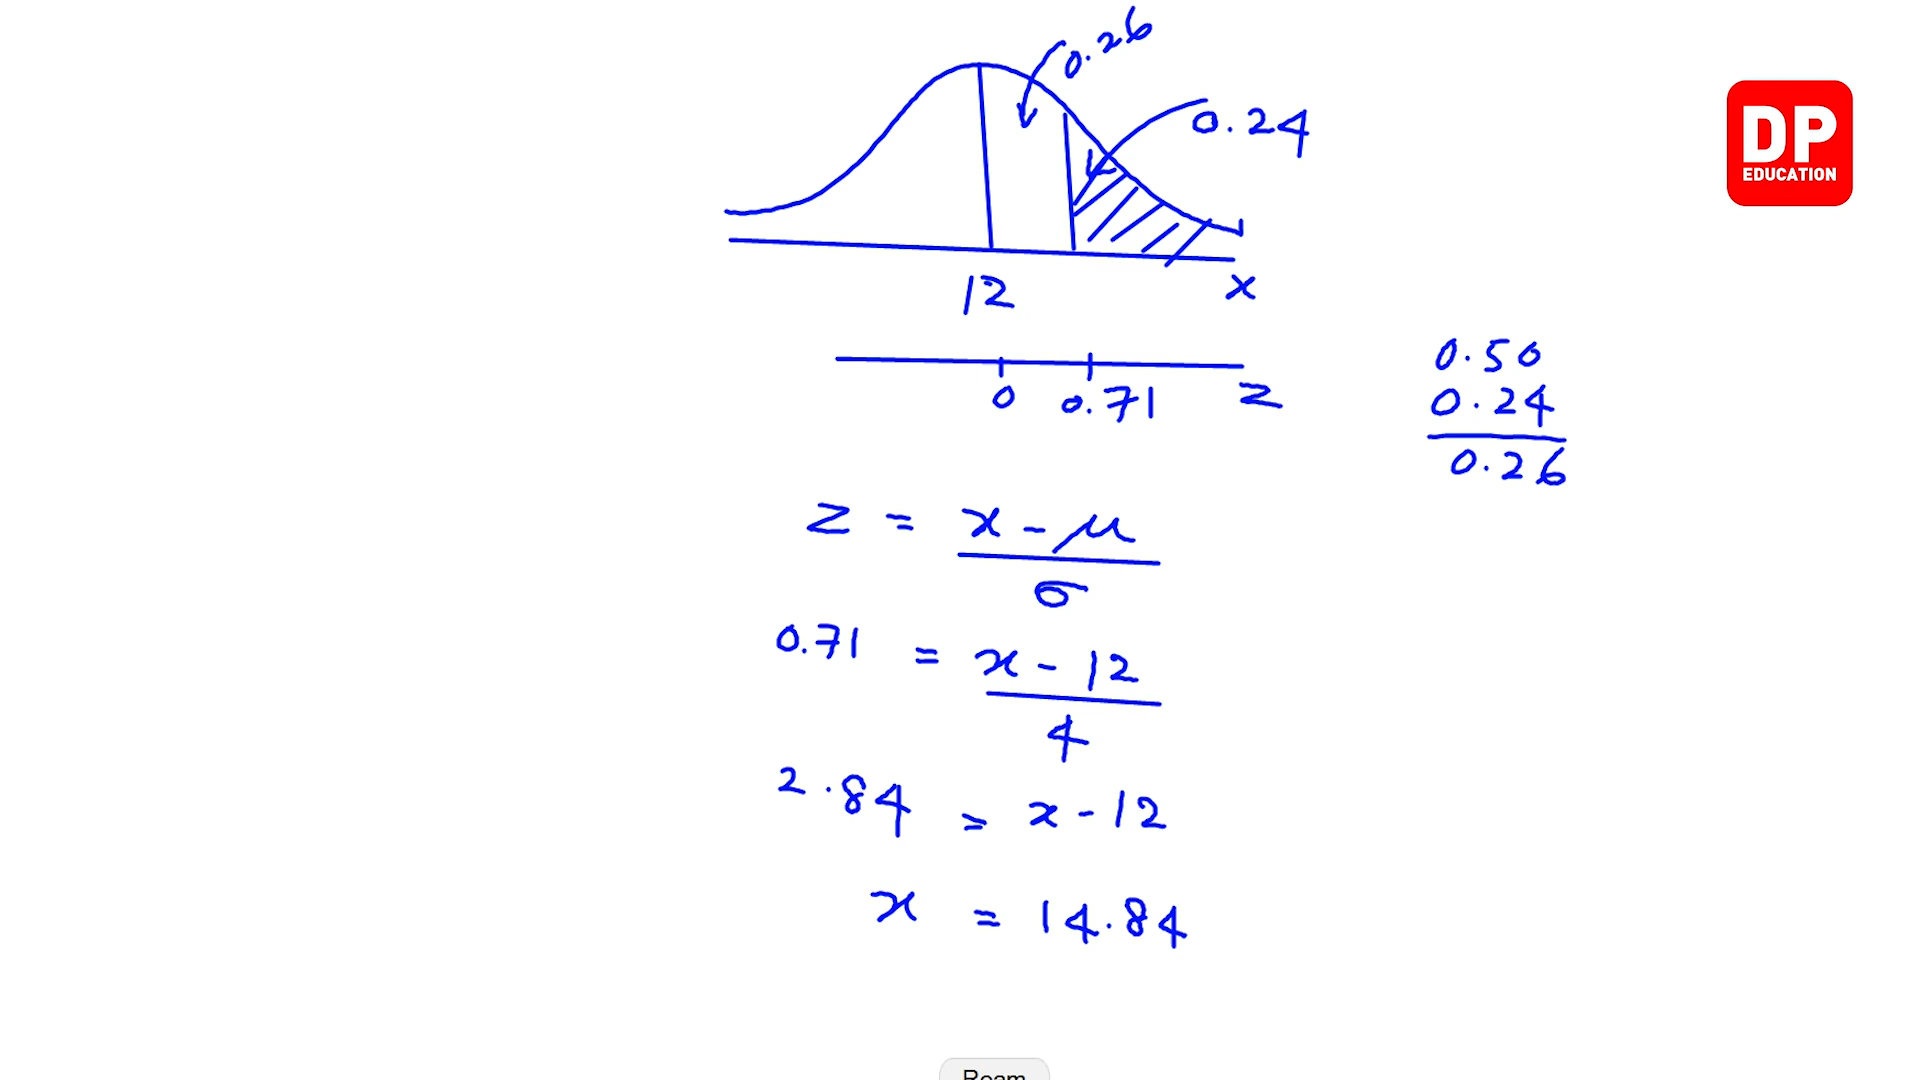 0.26
0.24
DP
EDUCATION
12
x
0 0.71 z
0.50
0.24
0.26
z = x - μ
σ
0.71 = x - 12
4
2.84 = x - 12
x = 14.84
Roam